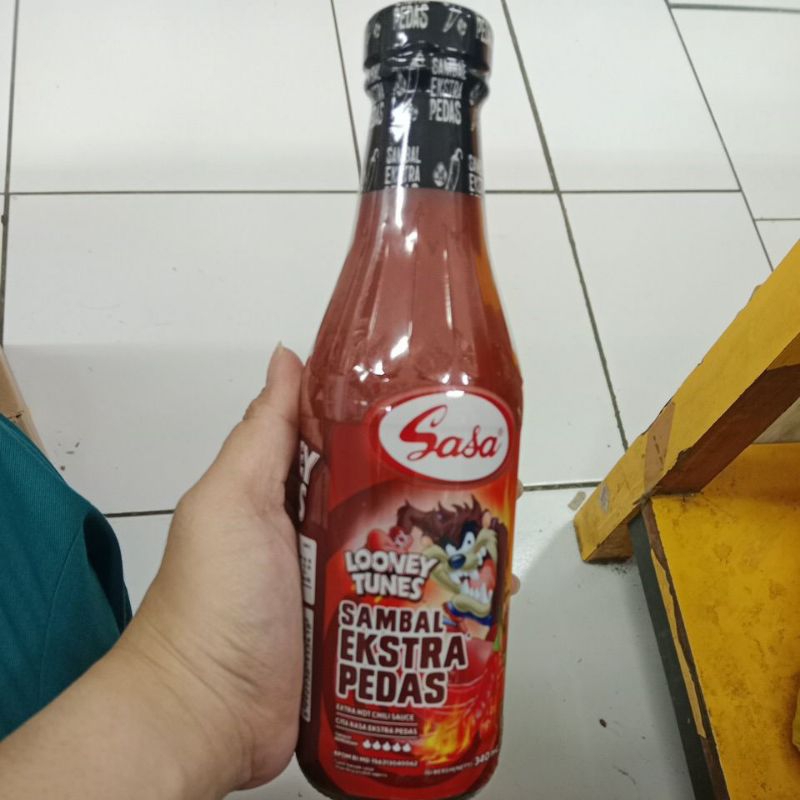 PEDAS
SAMBAL
EKSTRA
PEDAS
SAMBAL
EKSTRA
Sasa
LOONEY
TUNES
SAMBAL
EKSTRA
PEDAS
EXTRA HOT CHILI SAUCE
CITA RASA EKSTRA PEDAS